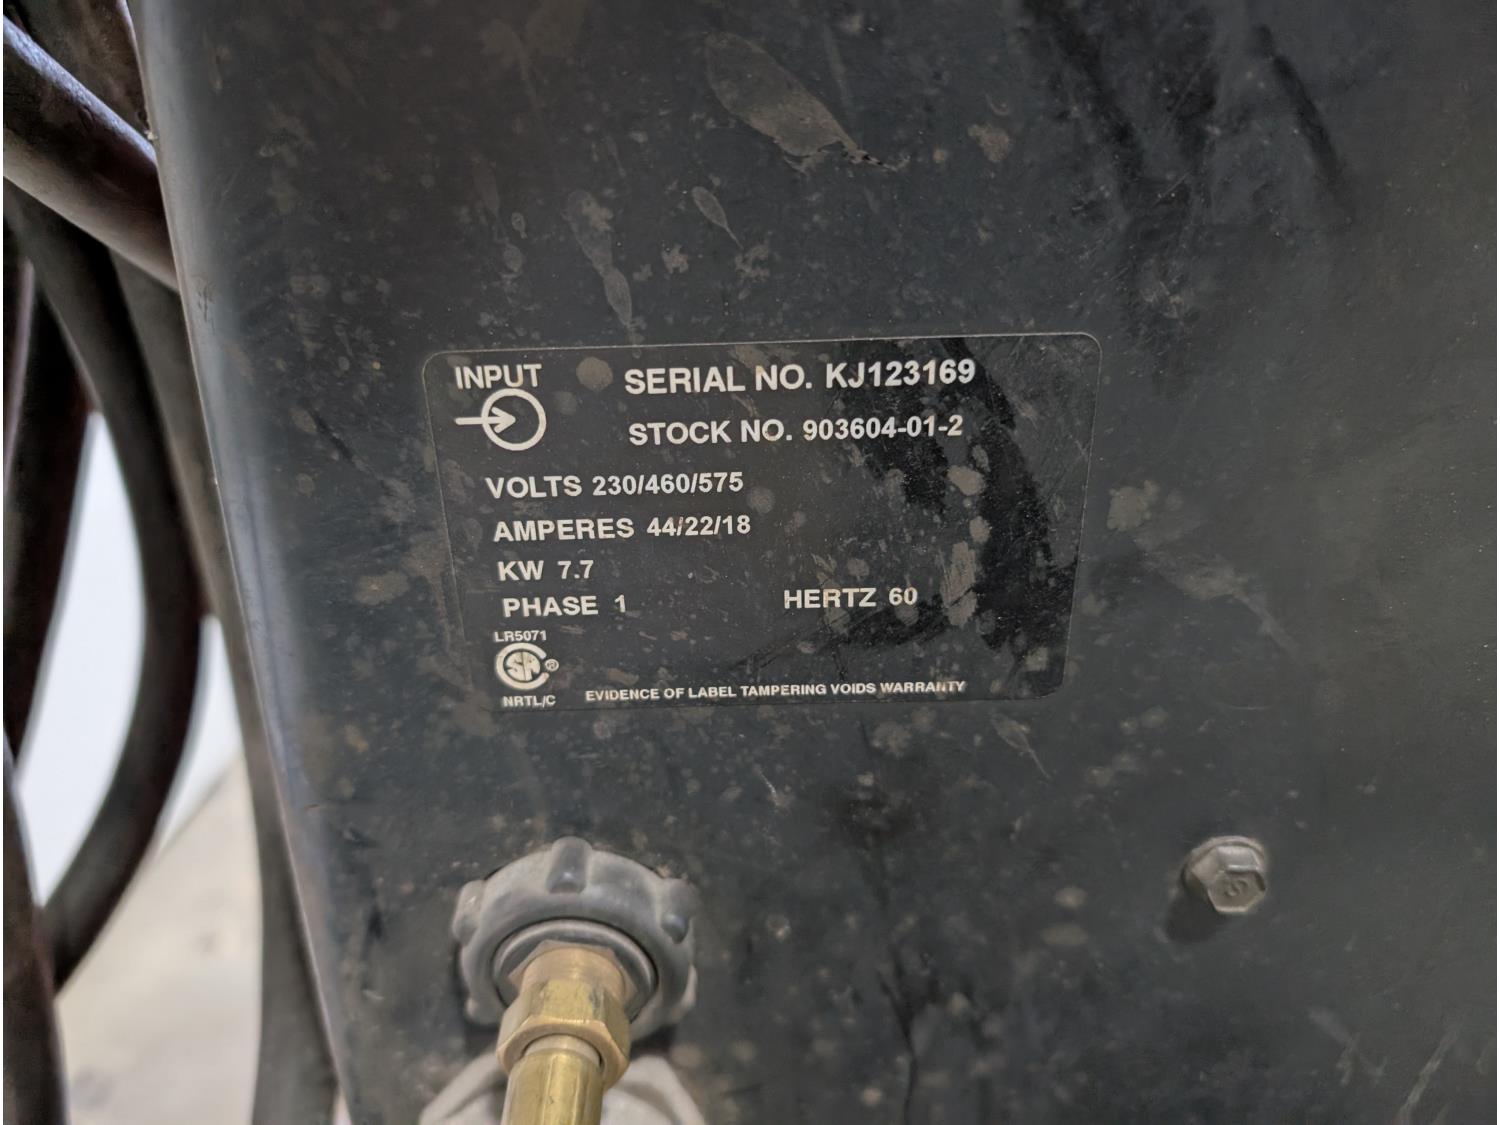 INPUT
SERIAL NO. KJ123169
STOCK NO. 903604-01-2
VOLTS 230/460/575
AMPERES 44/22/18
KW 7.7
PHASE 1 HERTZ 60
LR5071
NRTL/C
EVIDENCE OF LABEL TAMPERING VOIDS WARRANTY